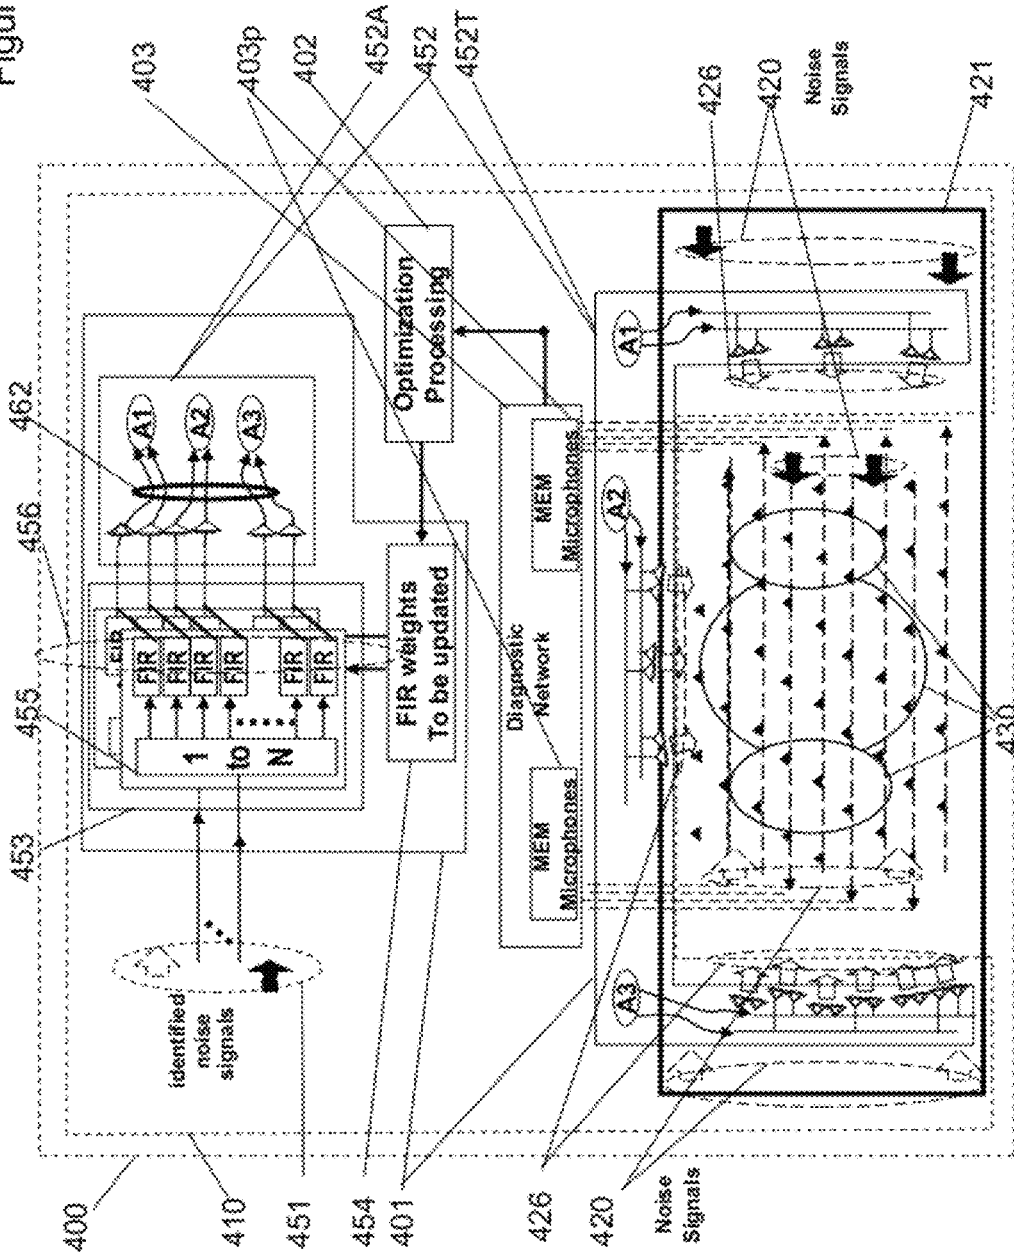 Figur
400
410
451
454
401
426
420
Noise
Signals
453
455
456
462
403
403p
402
452A
452
452T
426
420
Noise
Signals
421
identified
noise
signals
1
to
N
FIR
FIR
FIR
FIR
FIR
FIR
FIR
A1
A2
A3
FIR weights
To be updated
Optimization
Processing
Diagnostic
Network
MEM
Microphones
MEM
Microphones
A3
A2
A1
430